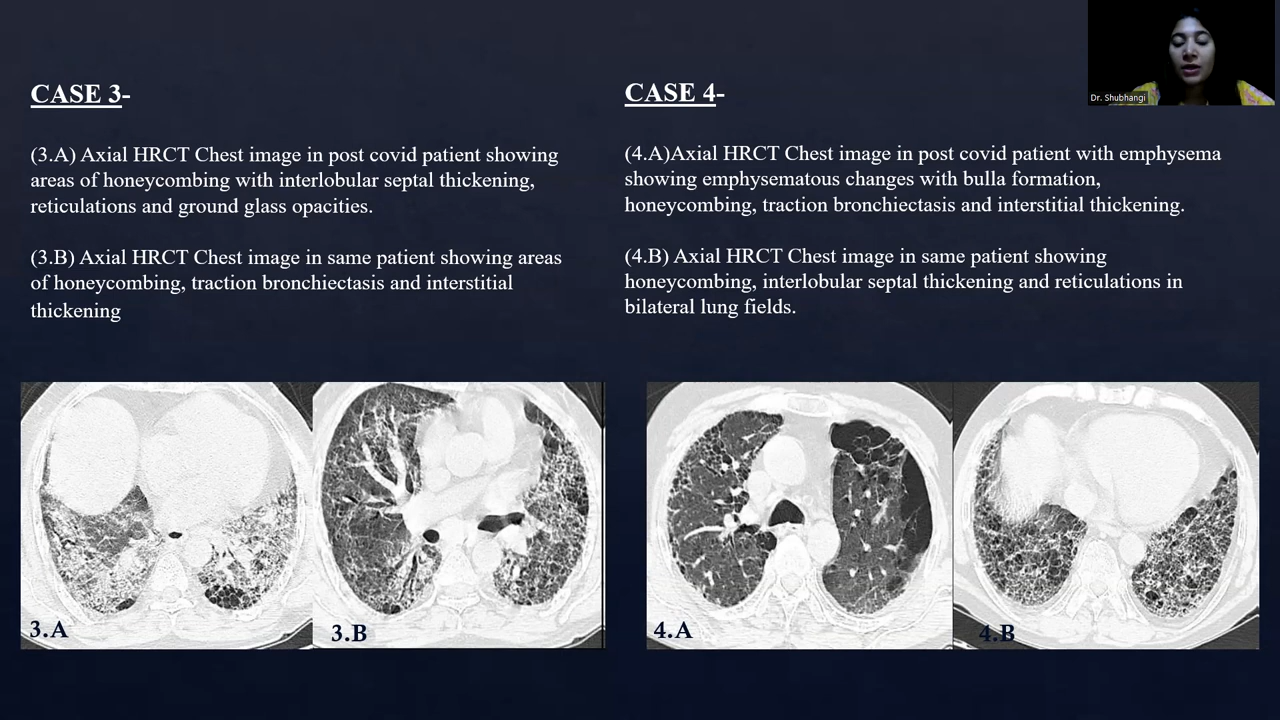 CASE 3-
(3.A) Axial HRCT Chest image in post covid patient showing
areas of honeycombing with interlobular septal thickening,
reticulations and ground glass opacities.
(3.B) Axial HRCT Chest image in same patient showing areas
of honeycombing, traction bronchiectasis and interstitial
thickening
3.A
3.B
CASE 4-
(4.A)Axial HRCT Chest image in post covid patient with emphysema
showing emphysematous changes with bulla formation,
honeycombing, traction bronchiectasis and interstitial thickening.
(4.B) Axial HRCT Chest image in same patient showing
honeycombing, interlobular septal thickening and reticulations in
bilateral lung fields.
4.A
4.B
Dr. Shubhangi